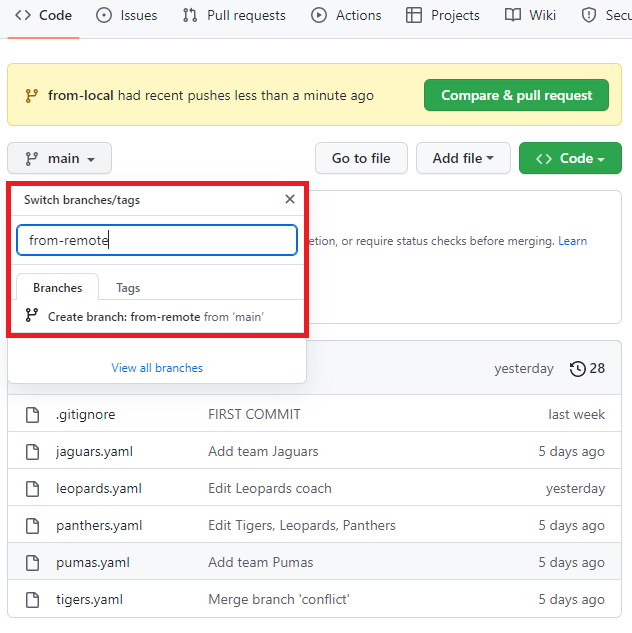 Code Issues Pull requests Actions Projects Wiki Secu
from-local had recent pushes less than a minute ago Compare & pull request
main Go to file Add file Code
Switch branches/tags
from-remote
etion, or require status checks before merging. Learn
Branches Tags
Create branch: from-remote from ‘main’
View all branches
yesterday 28
.gitignore FIRST COMMIT last week
jaguars.yaml Add team Jaguars 5 days ago
leopards.yaml Edit Leopards coach yesterday
panthers.yaml Edit Tigers, Leopards, Panthers 5 days ago
pumas.yaml Add team Pumas 5 days ago
tigers.yaml Merge branch 'conflict' 5 days ago